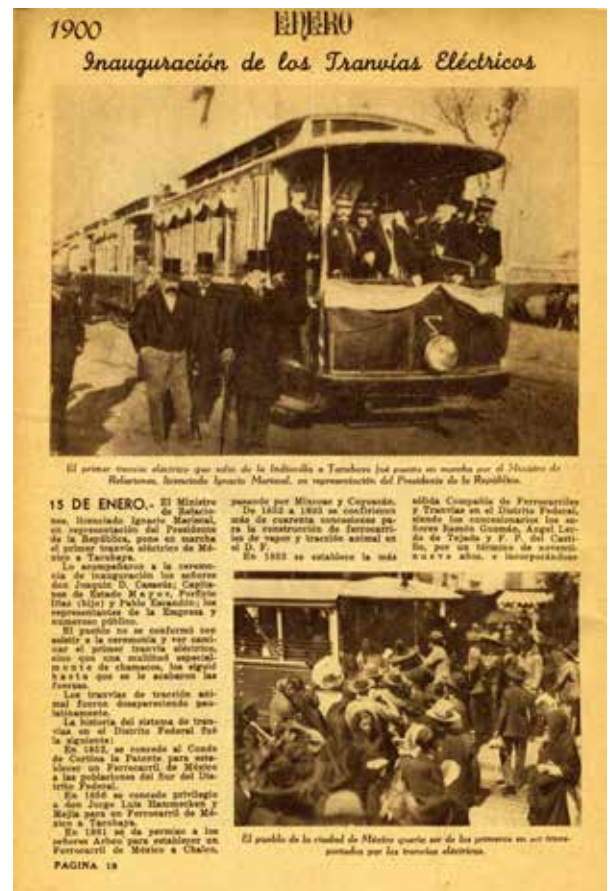 1900
ENERO
Inauguración de los Tranvías Eléctricos
El primer tranvía eléctrico que salió de la Indianilla a Tacubaya fué puesto en marcha por el Ministro de
Relaciones, licenciado Ignacio Mariscal, en representación del Presidente de la República.
15 DE ENERO.- El Ministro
de Relacio-
nes, licenciado Ignacio Mariscal,
en representación del Presidente
de la República, pone en marcha
el primer tranvía eléctrico de Mé-
xico a Tacubaya.
Lo acompañaron a la ceremo-
nia de inauguración los señores
don Joaquín D. Casasús; Capita-
nes de Estado Mayor, Porfirio
Díaz (hijo) y Pablo Escandón; los
representantes de la Empresa y
numeroso público.
El pueblo no se conformó con
asistir a la ceremonia y ver cami-
nar el primer tranvía eléctrico,
sino que una multitud especial-
mente de chamacos, los siguió
hasta que se le acabaron las
fuerzas.
Los tranvías de tracción ani-
mal fueron desapareciendo pau-
latinamente.
La historia del sistema de tran-
vías en el Distrito Federal fué
la siguiente:
En 1852, se concede al Conde
de Cortina la Patente para esta-
blecer un Ferrocarril de México
a las poblaciones del Sur del Dis-
trito Federal.
En 1856 se concede privilegio
a don Jorge Luis Hammecken y
Mejía para un Ferrocarril de Mé-
xico a Tacubaya.
En 1861 se da permiso a los
señores Arbeu para establecer un
Ferrocarril de México a Chalco,
pasando por Mixcoac y Coyoacán.
De 1852 a 1893 se confirieron
más de cuarenta concesiones pa-
ra la construcción de ferrocarri-
les de vapor y tracción animal en
el D. F.
En 1883 se establece la más
sólida Compañía de Ferrocarriles
y Tranvías en el Distrito Federal,
siendo los concesionarios los se-
ñores Ramón Guzmán, Angel Ler-
do de Tejada y F. P. del Casti-
llo, por un término de noventi-
nueve años, e incorporándose
El pueblo de la ciudad de México quería ser de los primeros en ser trans-
portados por los tranvías eléctricos.
PAGINA 18